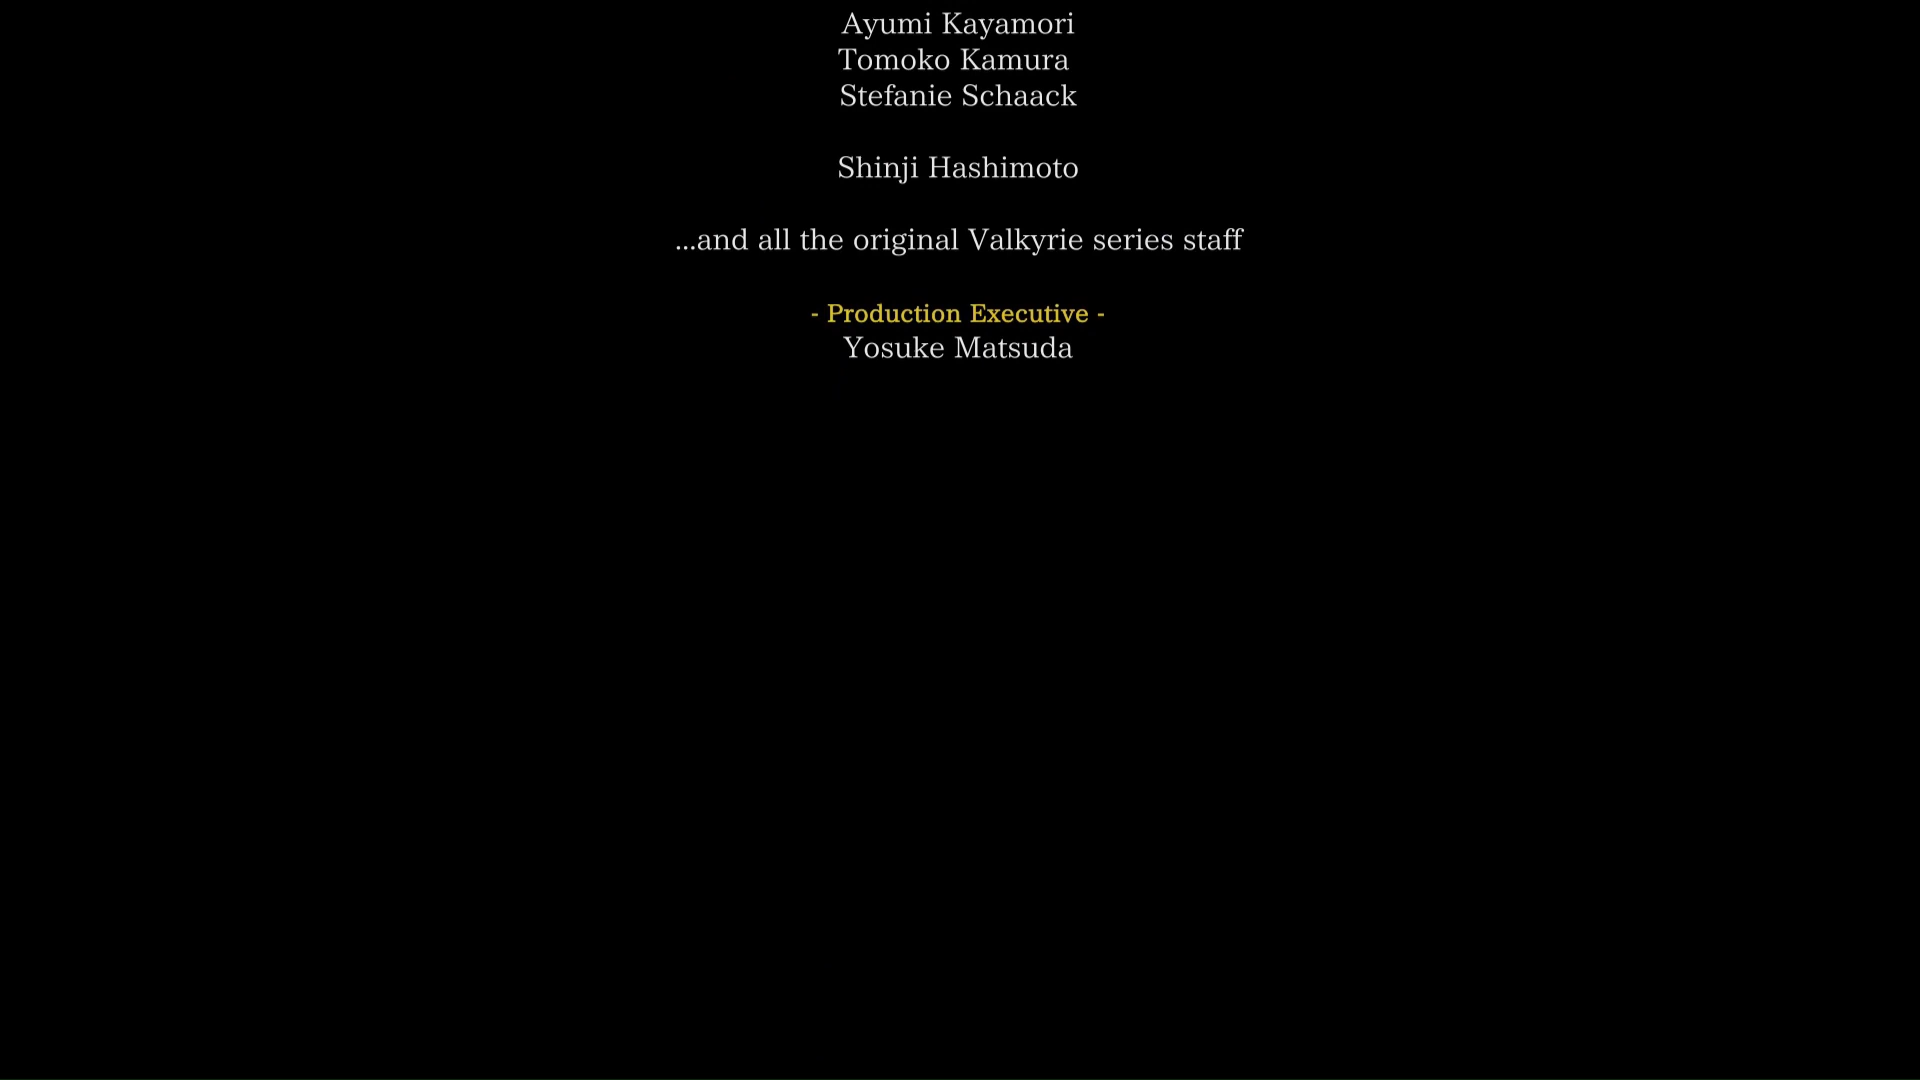 Ayumi Kayamori
Tomoko Kamura
Stefanie Schaack
Shinji Hashimoto
...and all the original Valkyrie series staff
- Production Executive -
Yosuke Matsuda